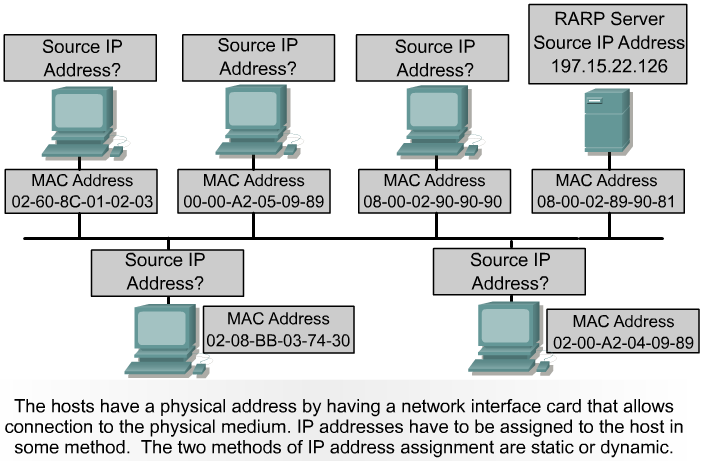 Source IP
Address?
Source IP
Address?
Source IP
Address?
RARP Server
Source IP Address
197.15.22.126
MAC Address
02-60-8C-01-02-03
MAC Address
00-00-A2-05-09-89
MAC Address
08-00-02-90-90-90
MAC Address
08-00-02-89-90-81
Source IP
Address?
MAC Address
02-08-BB-03-74-30
Source IP
Address?
MAC Address
02-00-A2-04-09-89
The hosts have a physical address by having a network interface card that allows
connection to the physical medium. IP addresses have to be assigned to the host in
some method.  The two methods of IP address assignment are static or dynamic.